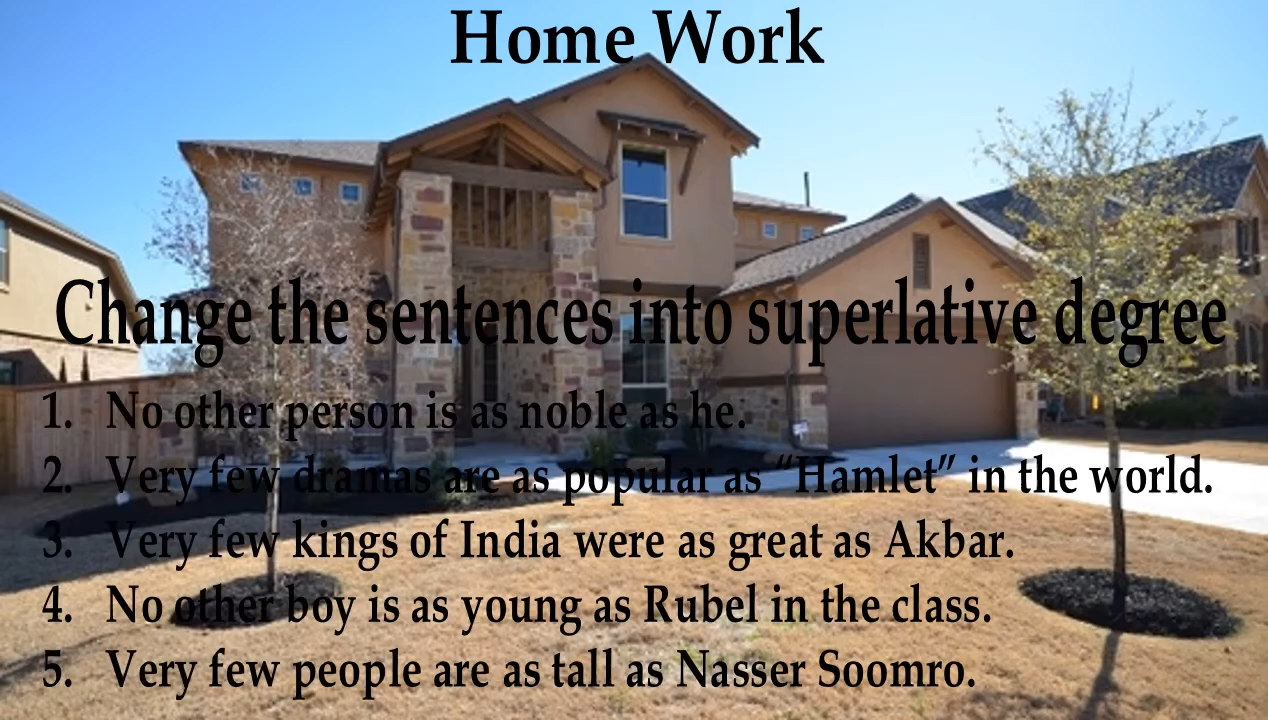 Home Work
Change the sentences into superlative degree
1. No other person is as noble as he.
2. Very few dramas are as popular as “Hamlet” in the world.
3. Very few kings of India were as great as Akbar.
4. No other boy is as young as Rubel in the class.
5. Very few people are as tall as Nasser Soomro.